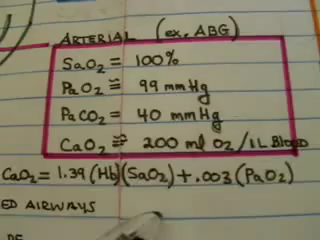 ARTERIAL (ex, ABG)
SaO₂ = 100%
PaO₂ ≅ 99 mmHg
PaCO₂ = 40 mmHg
CaO₂ ≅ 200 ml O₂/1L Blood
CaO₂ = 1.39 (Hb)(SaO₂) + .003 (PaO₂)
ED AIRWAYS